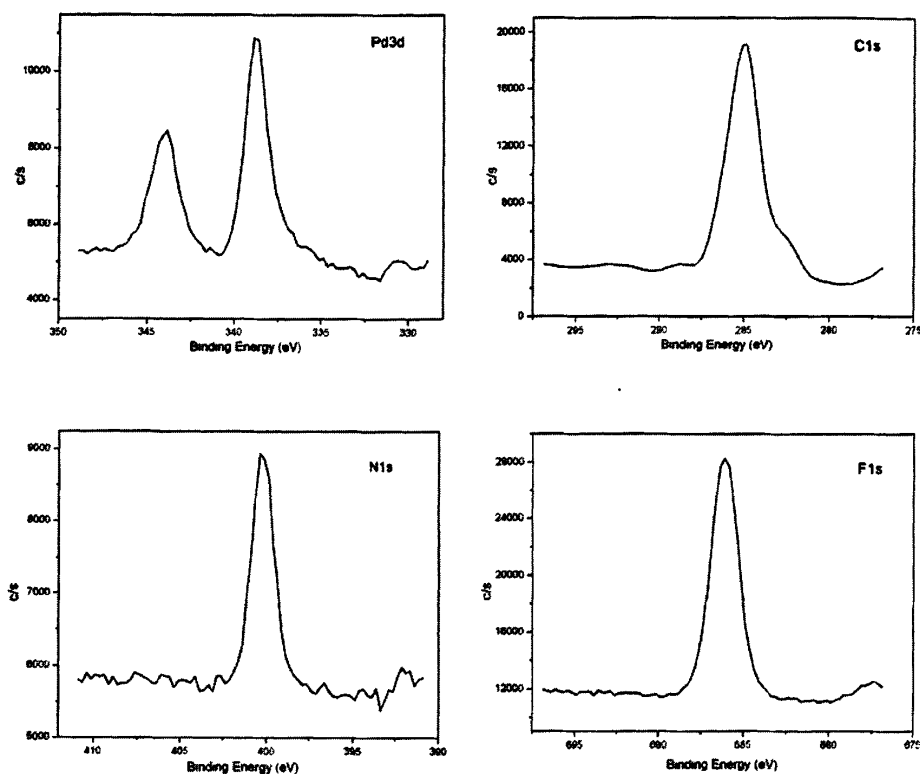 Pd3d
10000
8000
6000
4000
c/s
350 345 340 335 330
Binding Energy (eV)
C1s
20000
16000
12000
8000
4000
0
c/s
295 290 285 280 275
Binding Energy (eV)
N1s
9000
8000
7000
6000
5000
c/s
410 405 400 395 390
Binding Energy (eV)
F1s
28000
24000
20000
16000
12000
c/s
695 690 685 680 675
Binding Energy (eV)